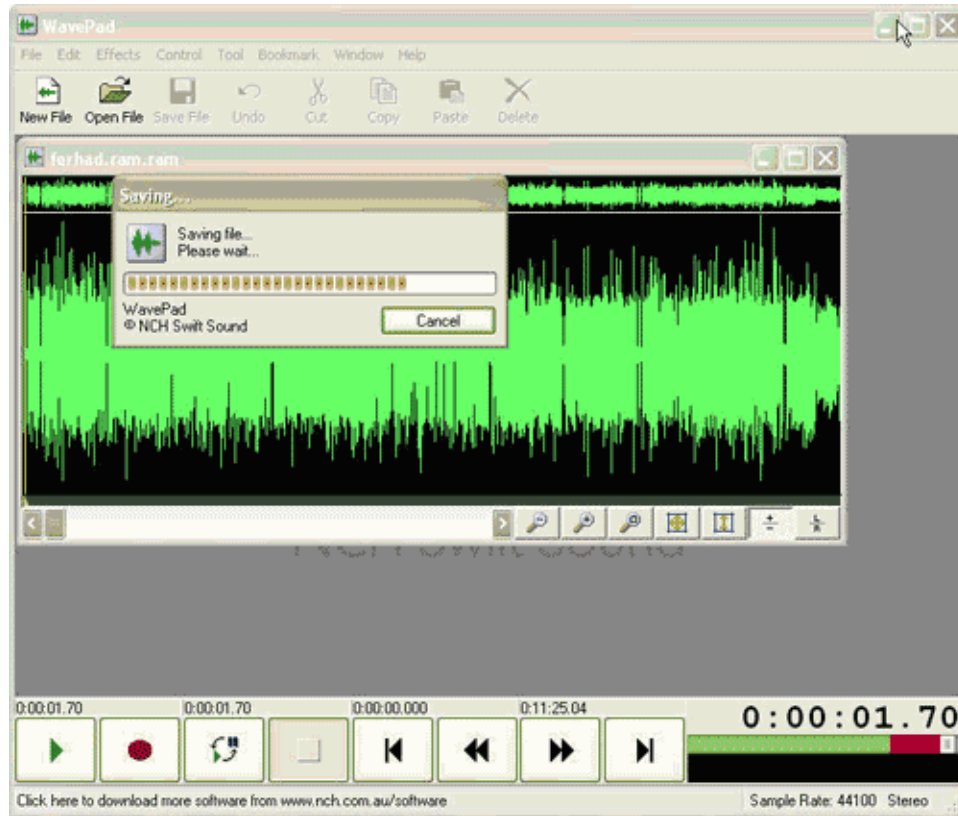 WavePad
File Edit Effects Control Tool Bookmark Window Help
New File Open File Save File Undo Cut Copy Paste Delete
ferhad.ram.ram
Saving...
Saving file...
Please wait...
WavePad
© NCH Swift Sound
Cancel
NCH Swift Sound
0:00:01.70 0:00:01.70 0:00:00.000 0:11:25.04
0:00:01.70
Click here to download more software from www.nch.com.au/software
Sample Rate: 44100 Stereo